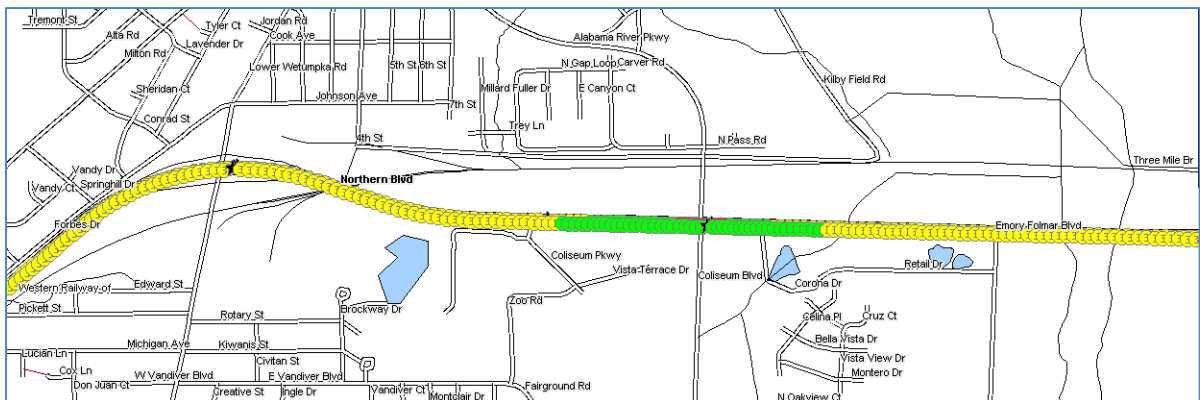 Tremont St
Jordan Rd
Tyler Ct
Alta Rd
Cook Ave
Lavender Dr
Alabama River Pkwy
Milton Rd
Lower Wetumpka Rd
5th St
6th St
N Gap Loop
Carver Rd
Kilby Field Rd
Sheridan Ct
Millard Fuller Dr
E Canyon Ct
Johnson Ave
7th St
Conrad St
Trey Ln
4th St
N Pass Rd
Three Mile Br
Vandy Dr
Springhill Dr
Northern Blvd
Vandy Ct
Forbes Dr
Emory Folmar Blvd
Coliseum Pkwy
Retail Dr
Vista Terrace Dr
Coliseum Blvd
Western Railway of
Edward St
Corona Dr
Zoo Rd
Pickett St
Brockway Dr
Rotary St
Celina Pl
Cruz Ct
Michigan Ave
Kiwanis St
Bella Vista Dr
Lucian Ln
Civitan St
Vista View Dr
Cox Ln
W Vandiver Blvd
E Vandiver Blvd
Montero Dr
Don Juan Ct
Fairground Rd
Creative St
Ingle Dr
Vandiver Ct
Montclair Dr
N Oakview Ct